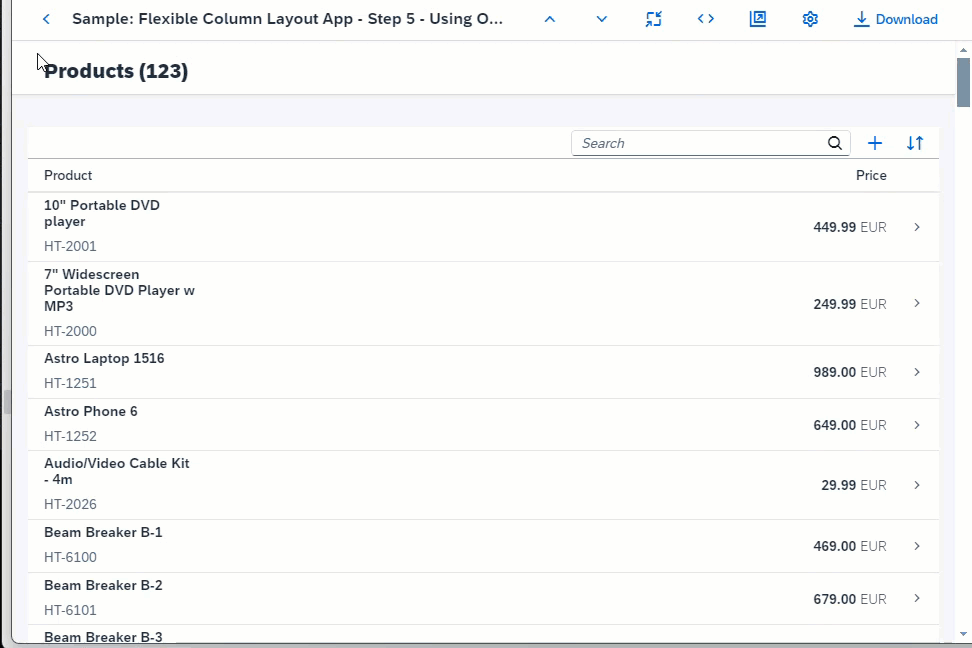 Sample: Flexible Column Layout App - Step 5 - Using O...
Download
Products (123)
Search
Product
Price
10" Portable DVD
player
HT-2001
449.99 EUR
7" Widescreen
Portable DVD Player w
MP3
HT-2000
249.99 EUR
Astro Laptop 1516
HT-1251
989.00 EUR
Astro Phone 6
HT-1252
649.00 EUR
Audio/Video Cable Kit
- 4m
HT-2026
29.99 EUR
Beam Breaker B-1
HT-6100
469.00 EUR
Beam Breaker B-2
HT-6101
679.00 EUR
Beam Breaker B-3